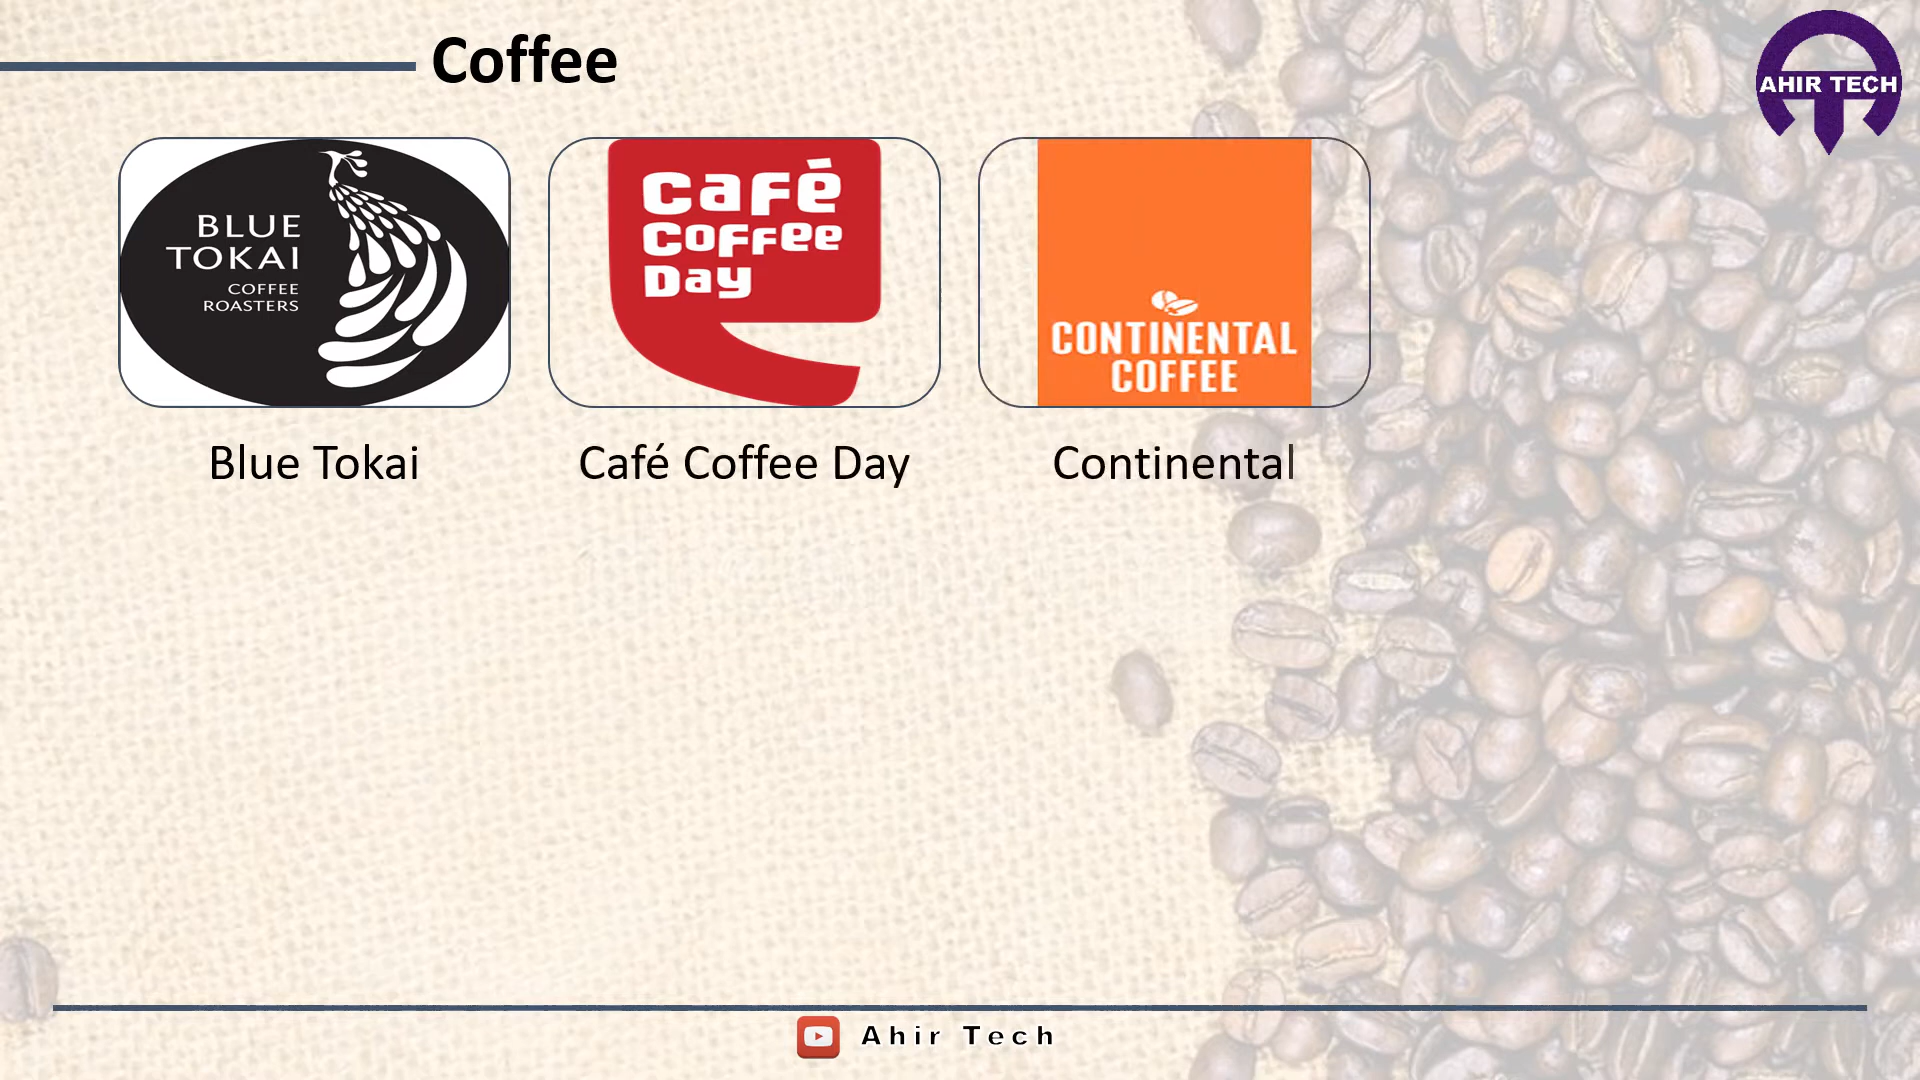 Coffee
AHIR TECH
BLUE
TOKAI
COFFEE
ROASTERS
Café
Coffee
Day
CONTINENTAL
COFFEE
Blue Tokai
Café Coffee Day
Continental
Ahir Tech